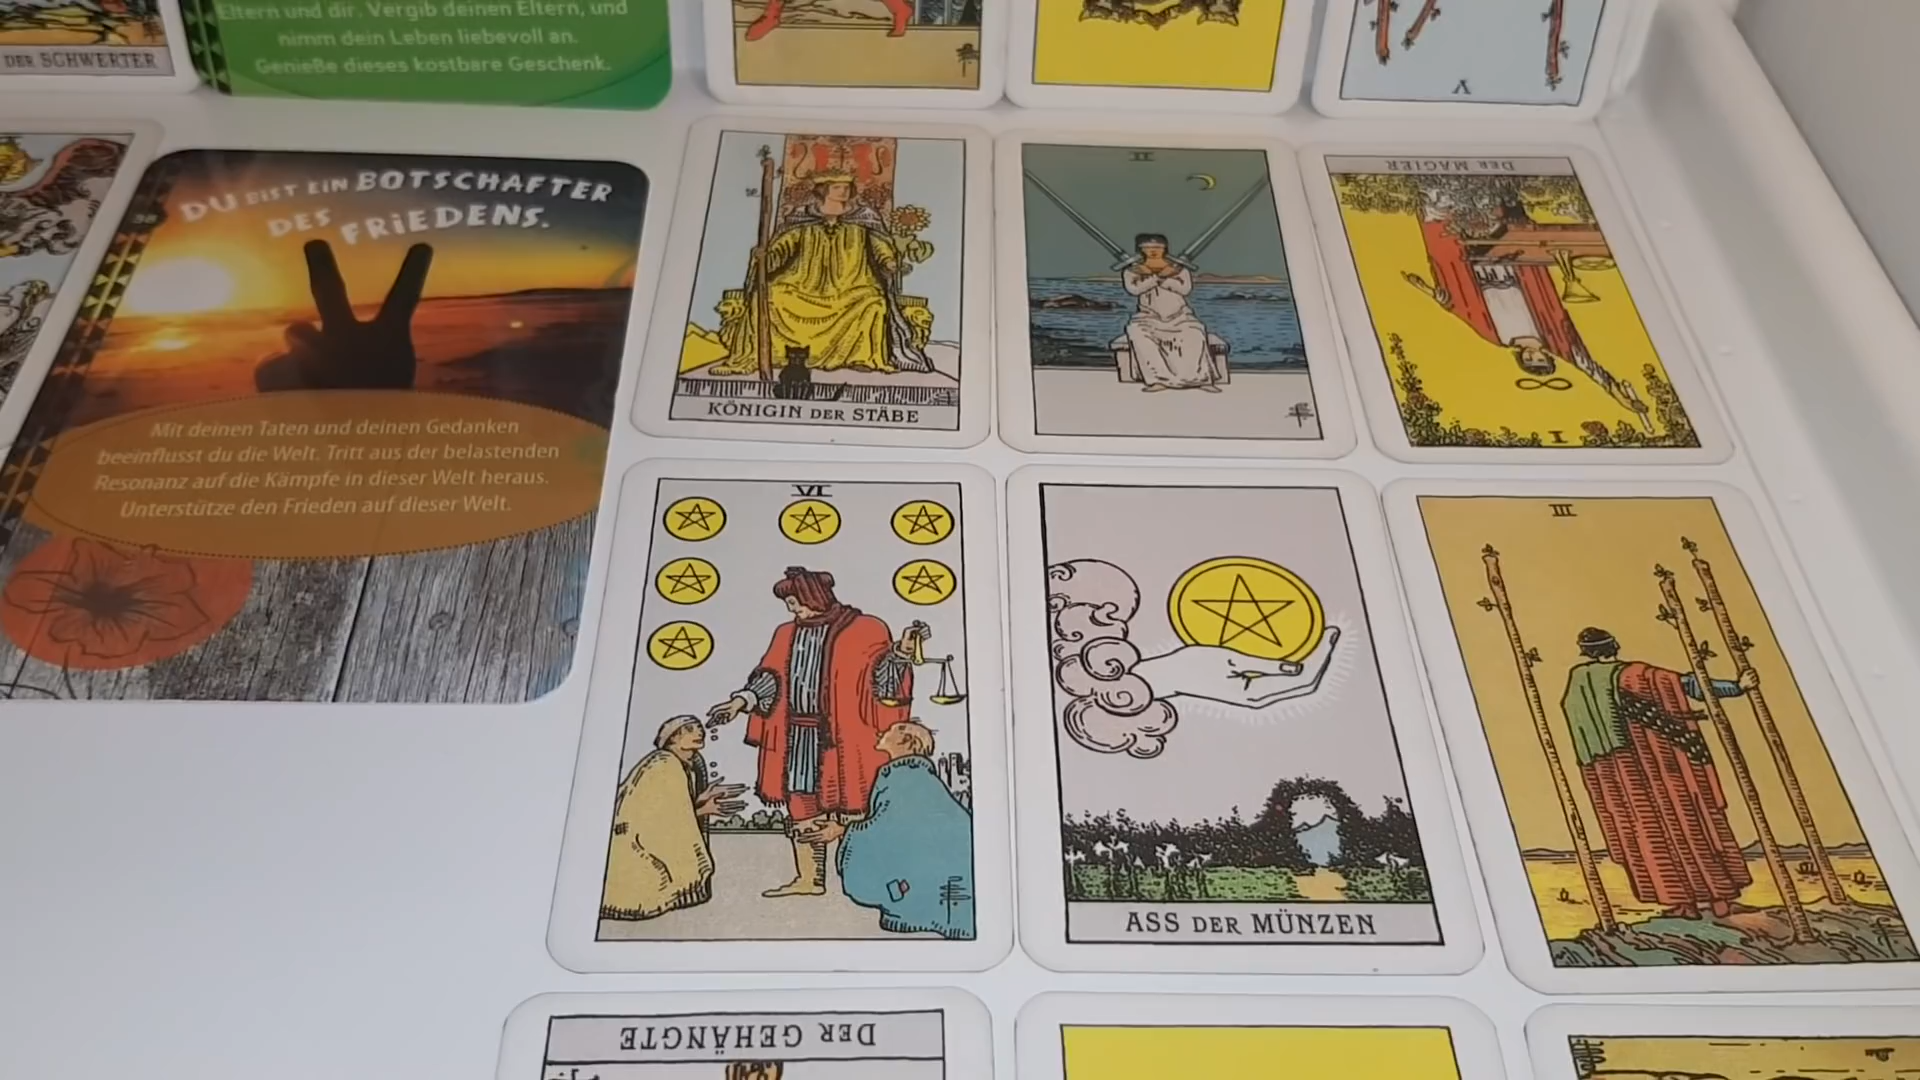 DER SCHWERTER
Eltern und dir. Vergib deinen Eltern, und
nimm dein Leben liebevoll an.
Genieße dieses kostbare Geschenk.
V
38
DU BIST EIN BOTSCHAFTER
DES FRIEDENS.
Mit deinen Taten und deinen Gedanken
beeinflusst du die Welt. Tritt aus der belastenden
Resonanz auf die Kämpfe in dieser Welt heraus.
Unterstütze den Frieden auf dieser Welt.
KÖNIGIN DER STÄBE
II
DER MAGIER
I
VI
ASS DER MÜNZEN
III
DER GEHÄNGTE